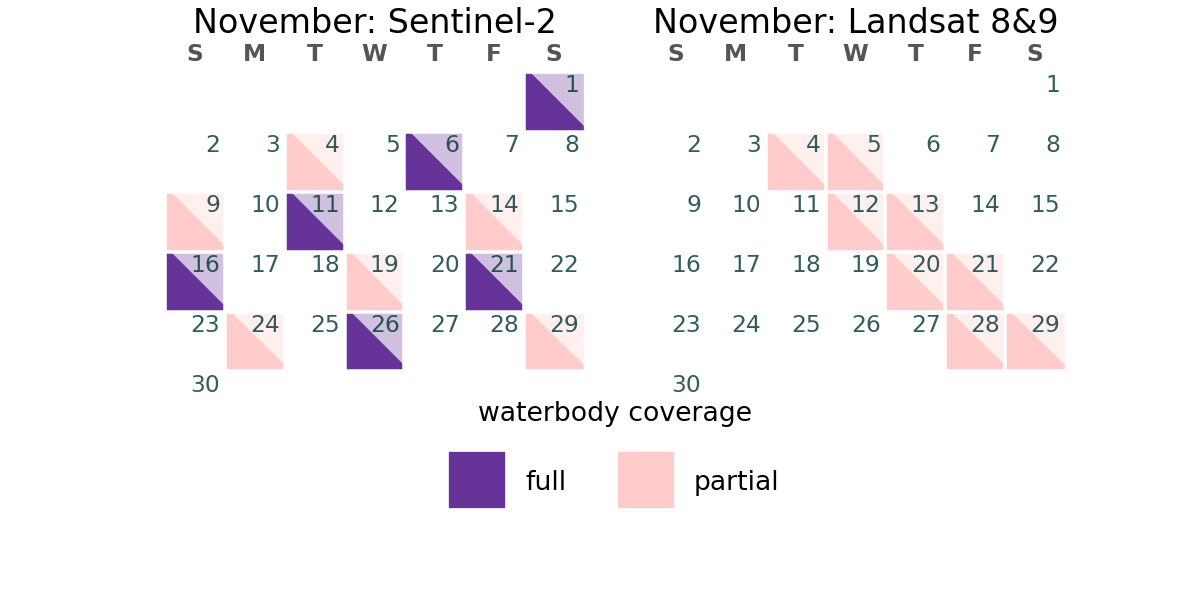 November: Sentinel-2
S M T W T F S
1
2 3 4 5 6 7 8
9 10 11 12 13 14 15
16 17 18 19 20 21 22
23 24 25 26 27 28 29
30
November: Landsat 8&9
S M T W T F S
1
2 3 4 5 6 7 8
9 10 11 12 13 14 15
16 17 18 19 20 21 22
23 24 25 26 27 28 29
30
waterbody coverage
full
partial